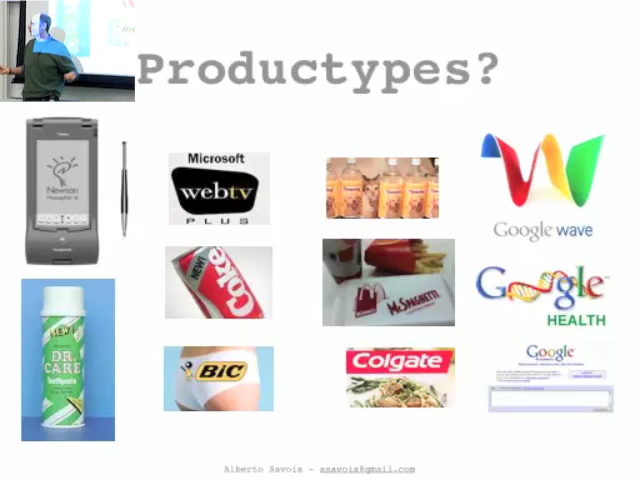 Productypes?
Newton
Microsoft
webtv
PLUS
Google wave
NEW!
Coke
McSpaghetti
Google
HEALTH
DR.
CARE
Toothpaste
BiC
Colgate
Google
Alberto Savoia - asavoia@gmail.com